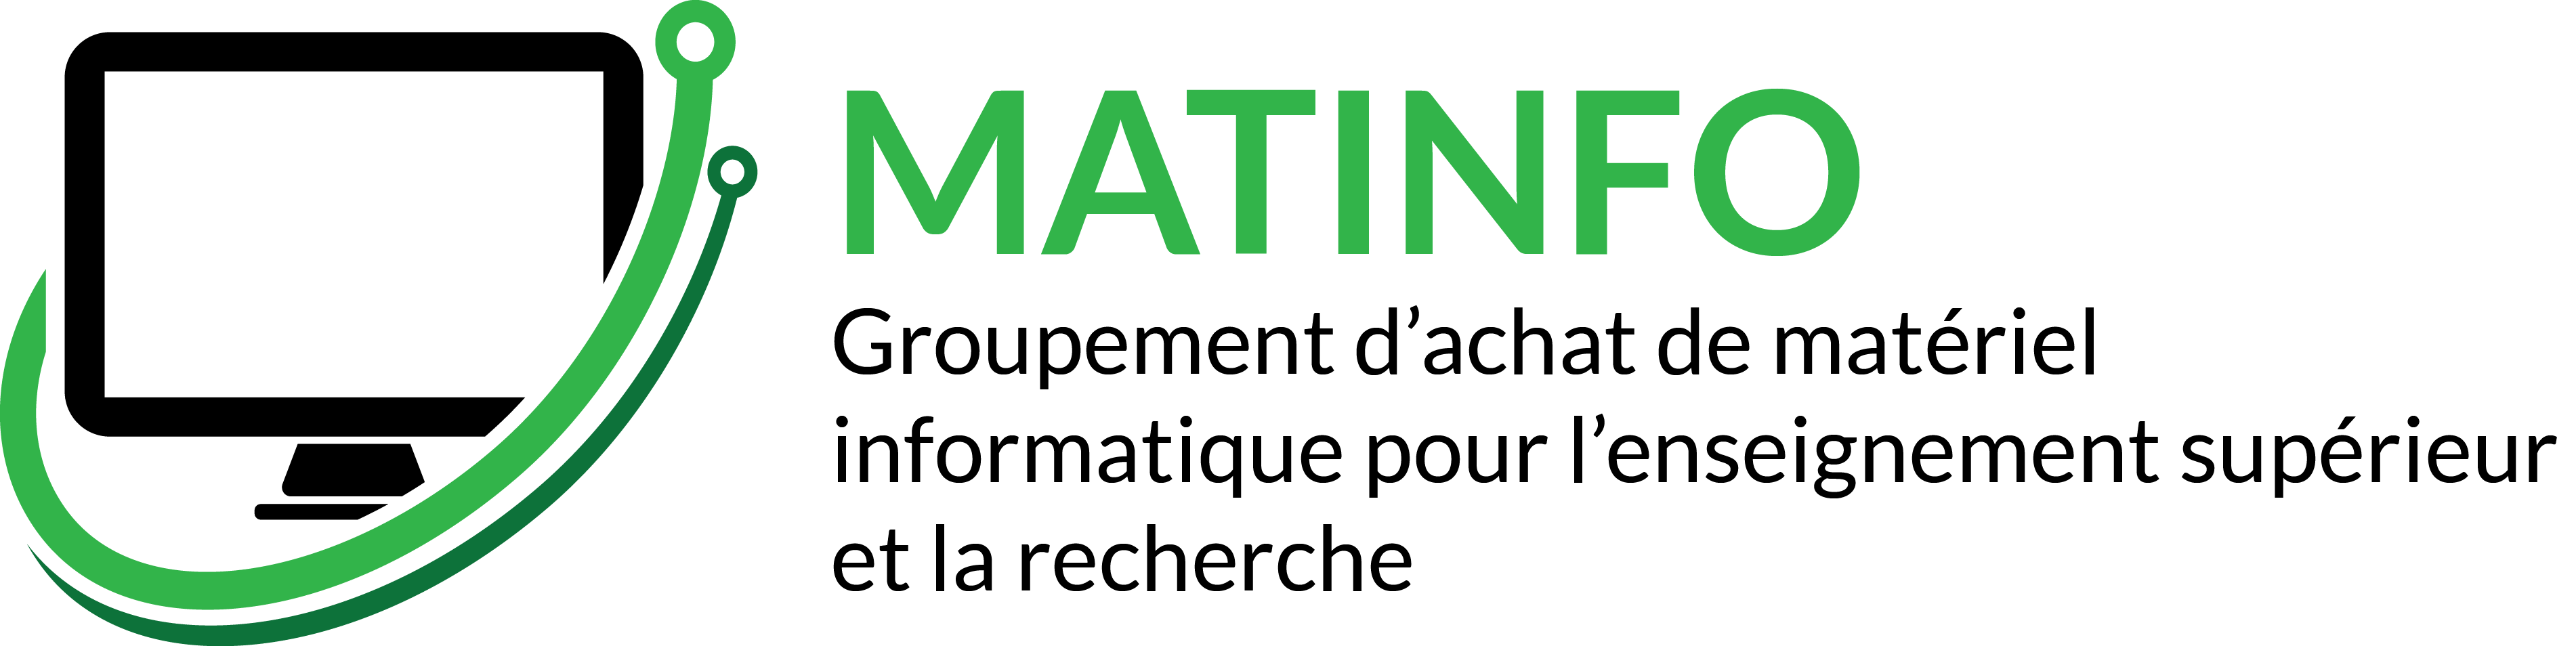 MATINFO
Groupement d’achat de matériel
informatique pour l’enseignement supérieur
et la recherche